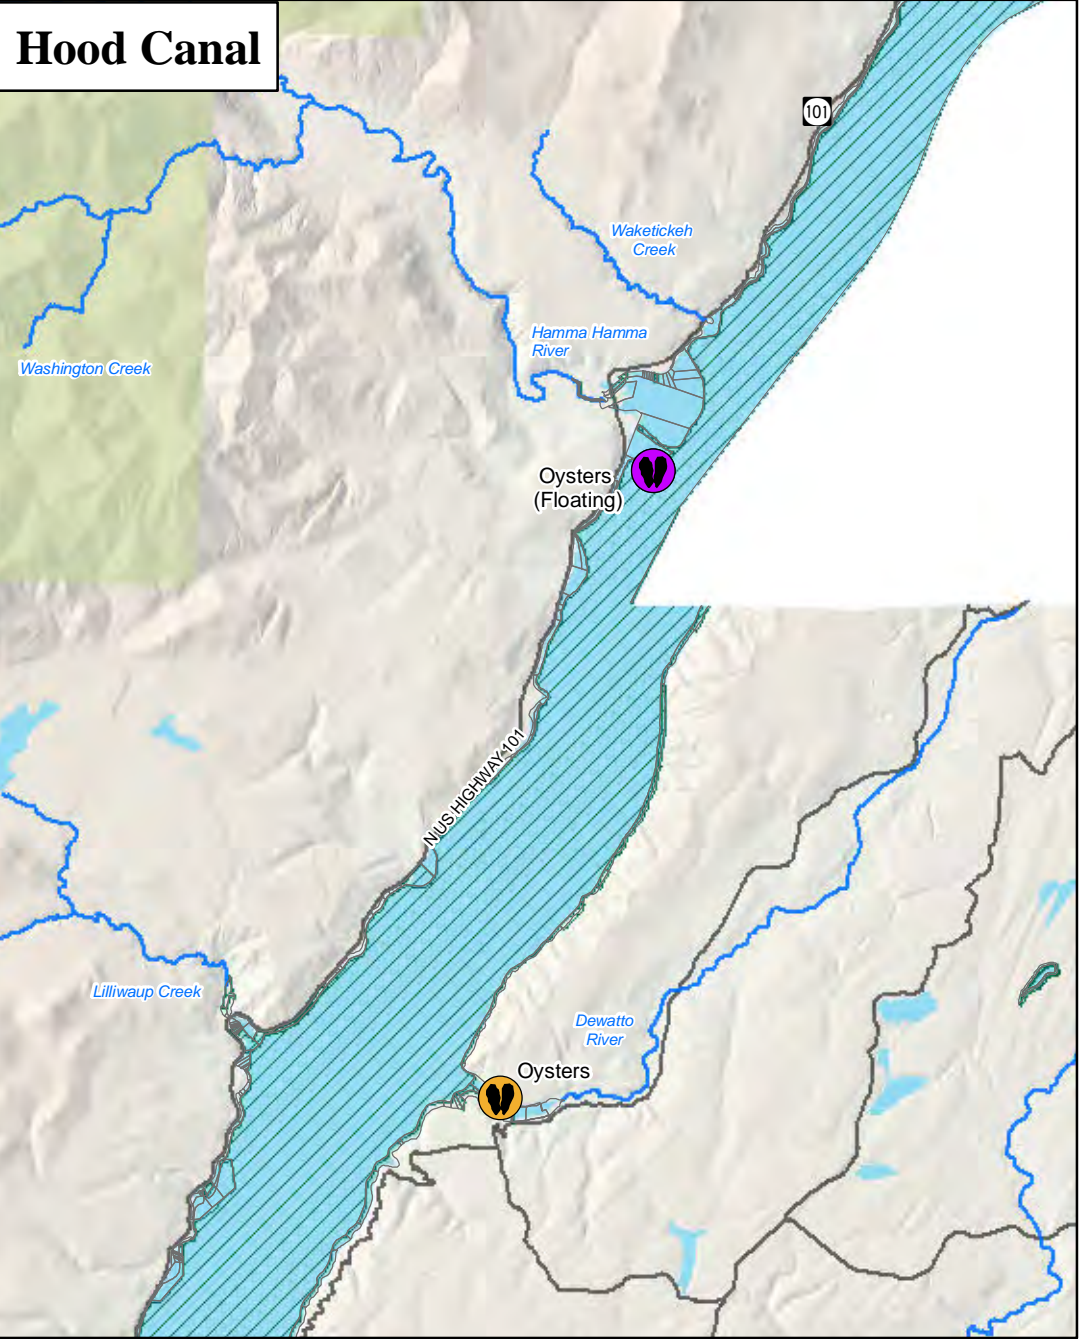 Hood Canal
101
Waketickeh
Creek
Hamma Hamma
River
Washington Creek
Oysters
(Floating)
N US HIGHWAY 101
Lilliwaup Creek
Dewatto
River
Oysters